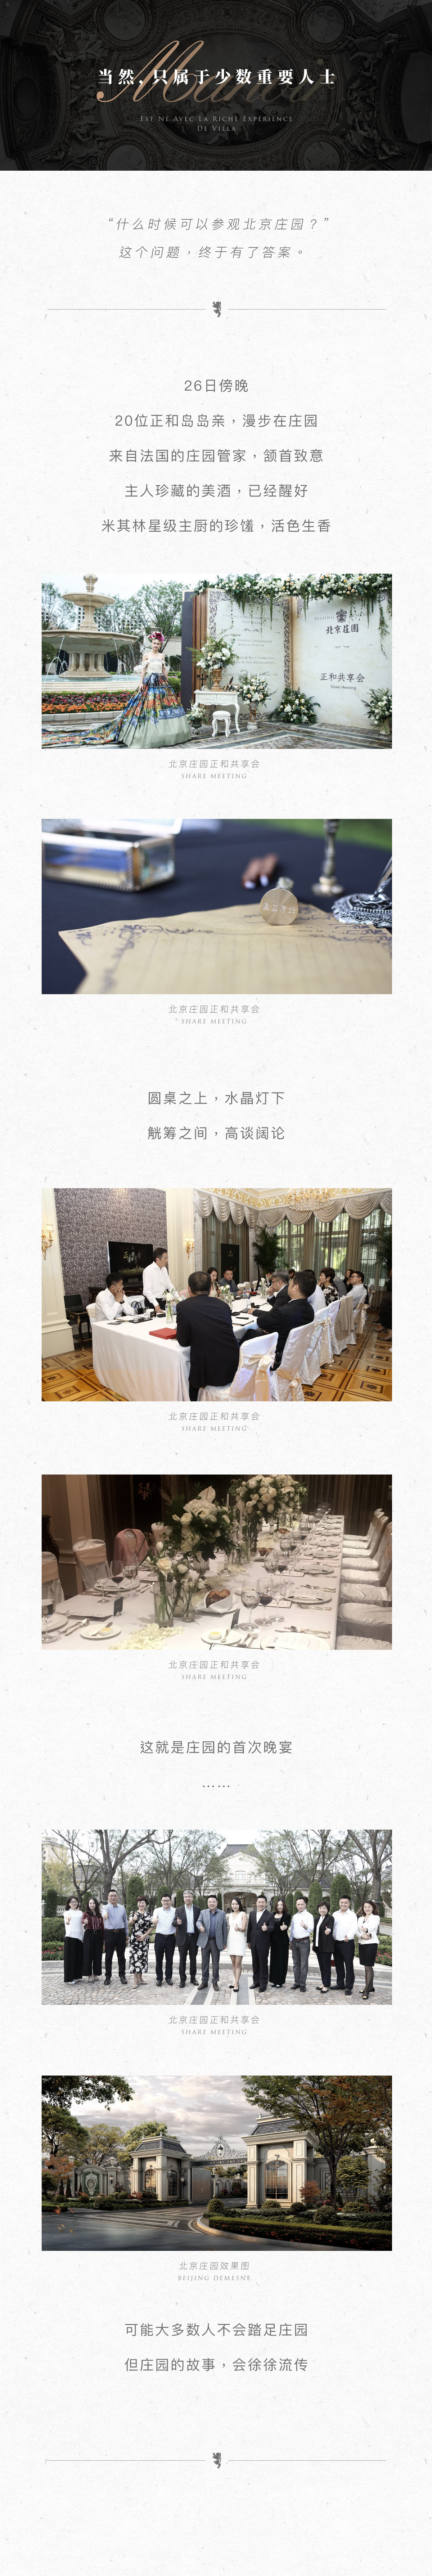 当然，只属于少数重要人士
EST NÉ AVEC LA RICHE EXPÉRIENCE
DE VILLA
“什么时候可以参观北京庄园？”
这个问题，终于有了答案。
26日傍晚
20位正和岛岛亲，漫步在庄园
来自法国的庄园管家，颔首致意
主人珍藏的美酒，已经醒好
米其林星级主厨的珍馐，活色生香
BEIJING
北京莊園
正和共享会
Share Meeting
北京庄园正和共享会
SHARE MEETING
北京庄园正和共享会
SHARE MEETING
圆桌之上，水晶灯下
觥筹之间，高谈阔论
北京庄园正和共享会
SHARE MEETING
北京庄园正和共享会
SHARE MEETING
这就是庄园的首次晚宴
……
北京庄园正和共享会
SHARE MEETING
北京庄园效果图
BEIJING DEMESNE
可能大多数人不会踏足庄园
但庄园的故事，会徐徐流传